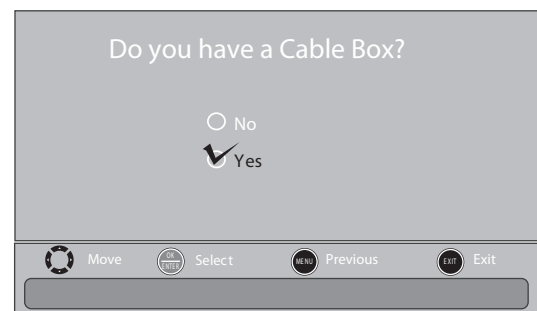 Do you have a Cable Box?
No
Yes
Move OK ENTER Select MENU Previous EXIT Exit